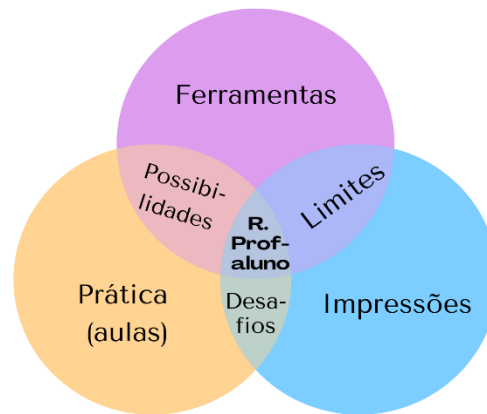 Ferramentas
Possibi-
lidades
Limites
R.
Prof-
aluno
Prática
(aulas)
Desa-
fios
Impressões